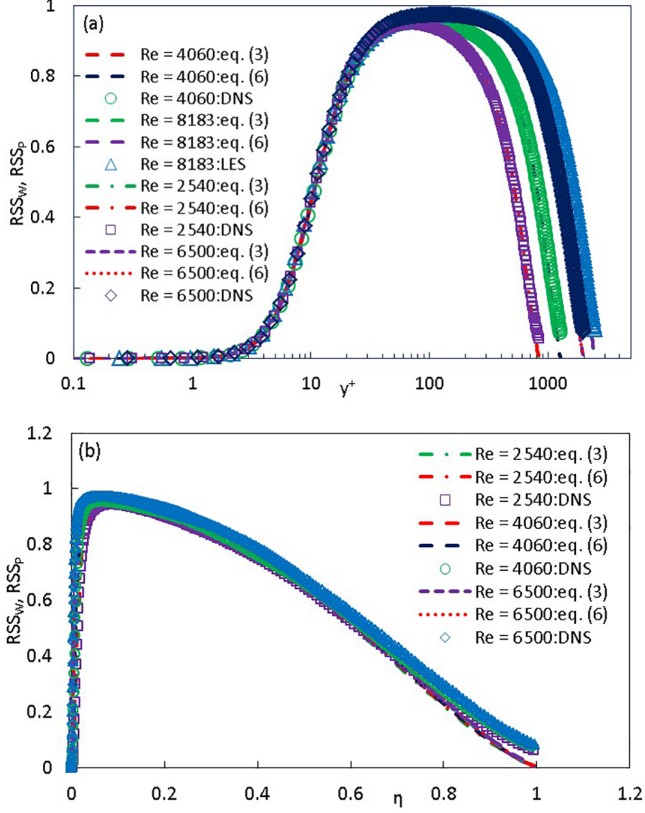 (a)
1
0.8
0.6
0.4
0.2
0
RSSW, RSSP
Re = 4060:eq. (3)
Re = 4060:eq. (6)
Re = 4060:DNS
Re = 8183:eq. (3)
Re = 8183:eq. (6)
Re = 8183:LES
Re = 2540:eq. (3)
Re = 2540:eq. (6)
Re = 2540:DNS
Re = 6500:eq. (3)
Re = 6500:eq. (6)
Re = 6500:DNS
0.1 1 10 100 1000
y+
(b)
1.2
1
0.8
0.6
0.4
0.2
0
RSSW, RSSP
Re = 2540:eq. (3)
Re = 2540:eq. (6)
Re = 2540:DNS
Re = 4060:eq. (3)
Re = 4060:eq. (6)
Re = 4060:DNS
Re = 6500:eq. (3)
Re = 6500:eq. (6)
Re = 6500:DNS
0 0.2 0.4 0.6 0.8 1 1.2
η